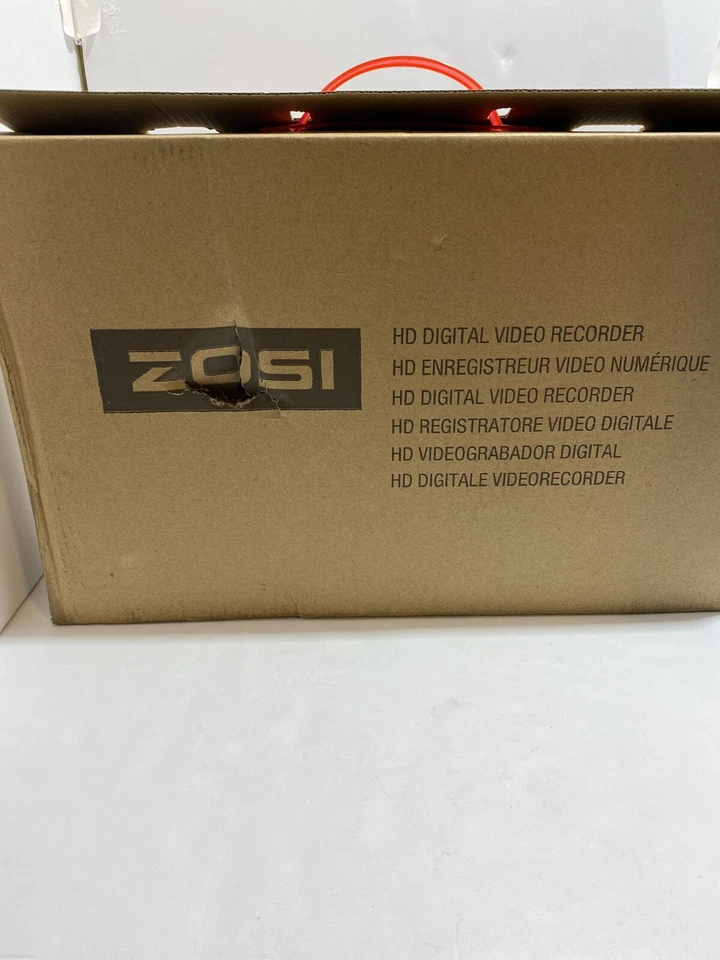 ZOSI
HD DIGITAL VIDEO RECORDER
HD ENREGISTREUR VIDEO NUMÉRIQUE
HD DIGITAL VIDEO RECORDER
HD REGISTRATORE VIDEO DIGITALE
HD VIDEOGRABADOR DIGITAL
HD DIGITALE VIDEORECORDER